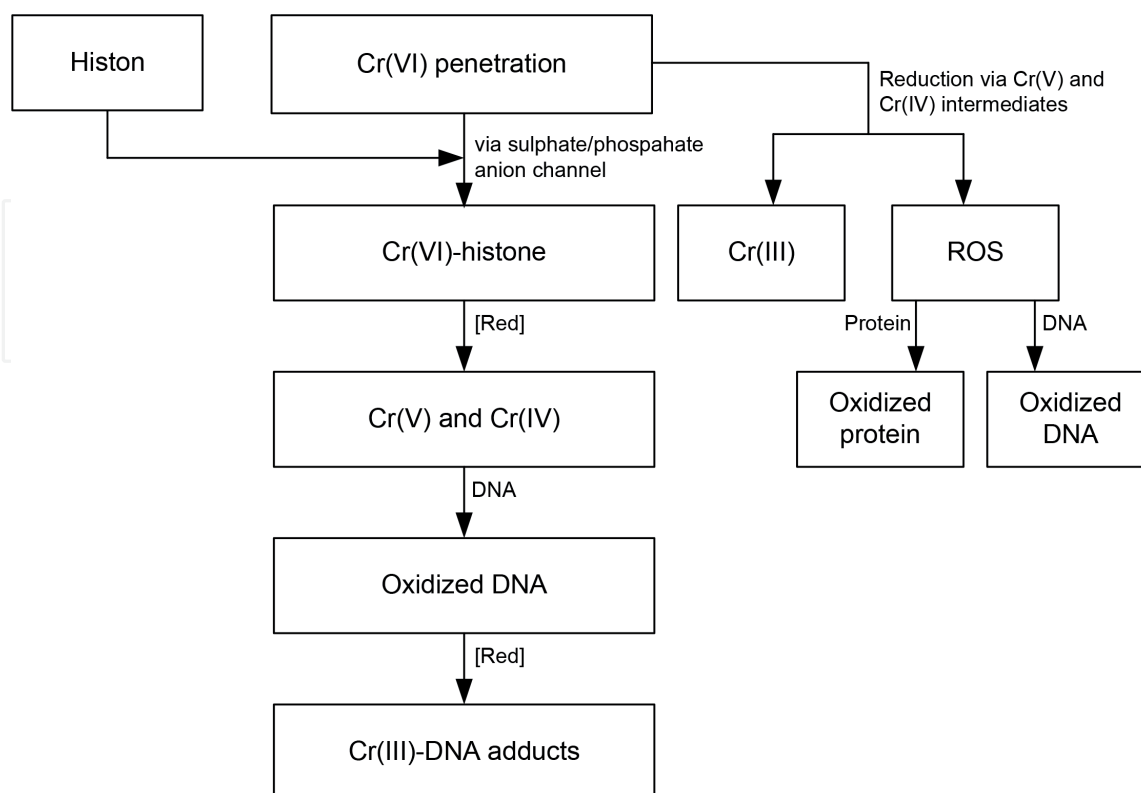 Histon
Cr(VI) penetration
Reduction via Cr(V) and
Cr(IV) intermediates
via sulphate/phospahate
anion channel
Cr(VI)-histone
Cr(III)
ROS
[Red]
Protein
DNA
Cr(V) and Cr(IV)
Oxidized
protein
Oxidized
DNA
DNA
Oxidized DNA
[Red]
Cr(III)-DNA adducts